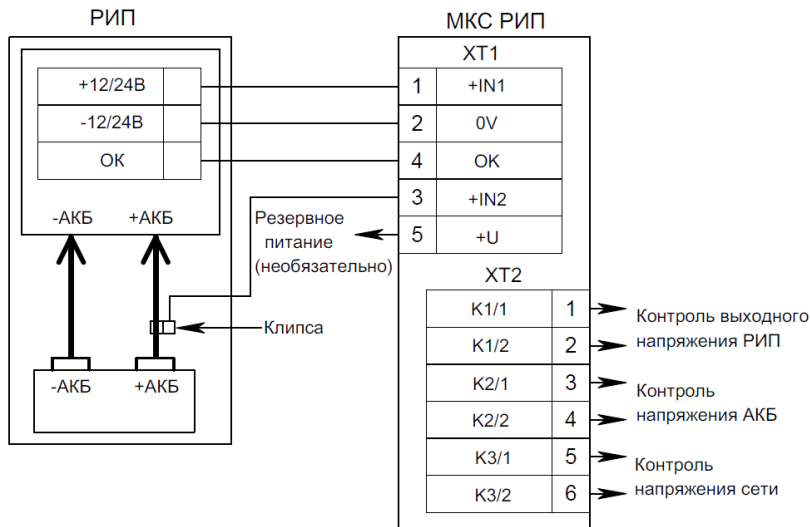 РИП
МКС РИП
XT1
+12/24В
-12/24В
ОК
1
+IN1
2
0V
4
OK
3
+IN2
5
+U
-АКБ
+АКБ
Резервное
питание
(необязательно)
Клипса
-АКБ
+АКБ
XT2
K1/1
1
K1/2
2
K2/1
3
K2/2
4
K3/1
5
K3/2
6
Контроль выходного
напряжения РИП
Контроль
напряжения АКБ
Контроль
напряжения сети